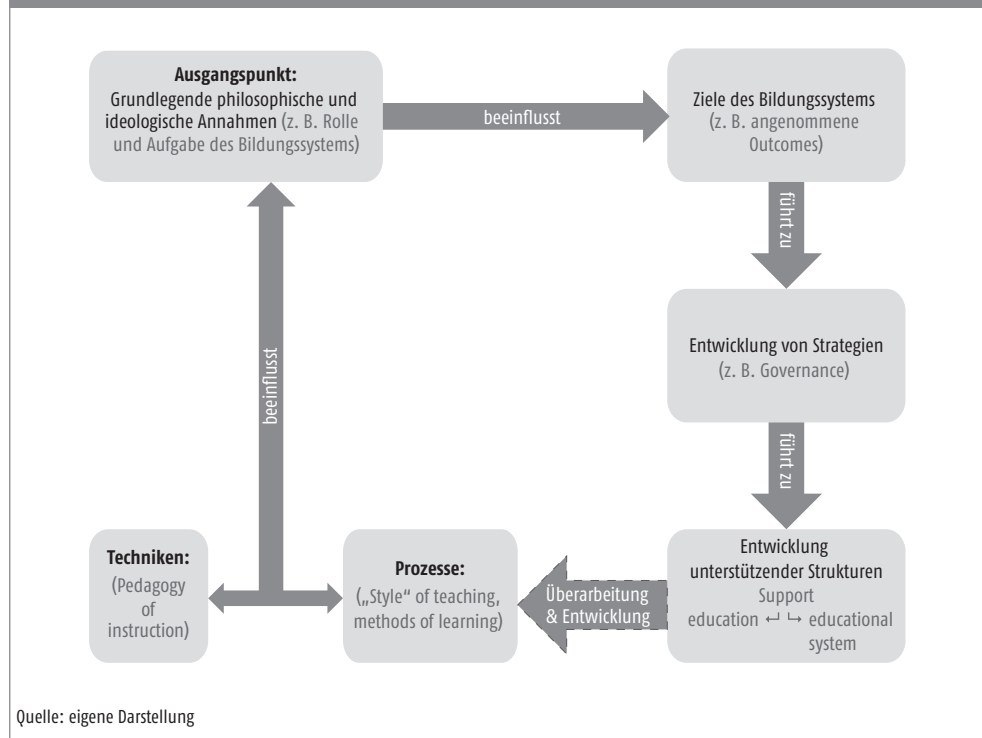 Ausgangspunkt:
Grundlegende philosophische und
ideologische Annahmen (z. B. Rolle
und Aufgabe des Bildungssystems)
beeinflusst
Ziele des Bildungssystems
(z. B. angenommene
Outcomes)
führt zu
Entwicklung von Strategien
(z. B. Governance)
führt zu
Entwicklung
unterstützender Strukturen
Support
education ↵ ↳ educational
system
Überarbeitung
& Entwicklung
Prozesse:
(„Style“ of teaching,
methods of learning)
Techniken:
(Pedagogy
of
instruction)
beeinflusst
Quelle: eigene Darstellung